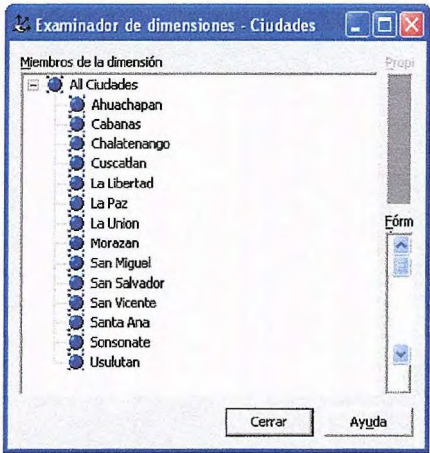 Examinador de dimensiones - Ciudades
Miembros de la dimensión
Propi
All Ciudades
Ahuachapan
Cabanas
Chalatenango
Cuscatlan
La Libertad
La Paz
La Union
Morazan
San Miguel
San Salvador
San Vicente
Santa Ana
Sonsonate
Usulutan
Fórm
Cerrar
Ayuda